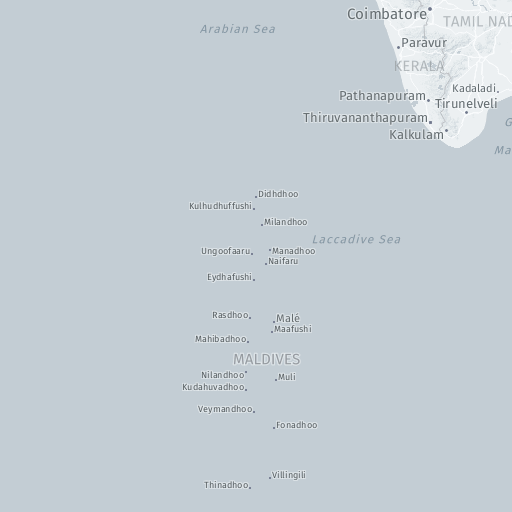 Coimbatore
TAMIL NAD
Arabian Sea
Paravur
KERALA
Kadaladi
Pathanapuram
Tirunelveli
Thiruvananthapuram
G
Kalkulam
Ma
Didhdhoo
Kulhudhuffushi
Milandhoo
Laccadive Sea
Ungoofaaru
Manadhoo
Naifaru
Eydhafushi
Rasdhoo
Malé
Maafushi
Mahibadhoo
MALDIVES
Nilandhoo
Muli
Kudahuvadhoo
Veymandhoo
Fonadhoo
Villingili
Thinadhoo